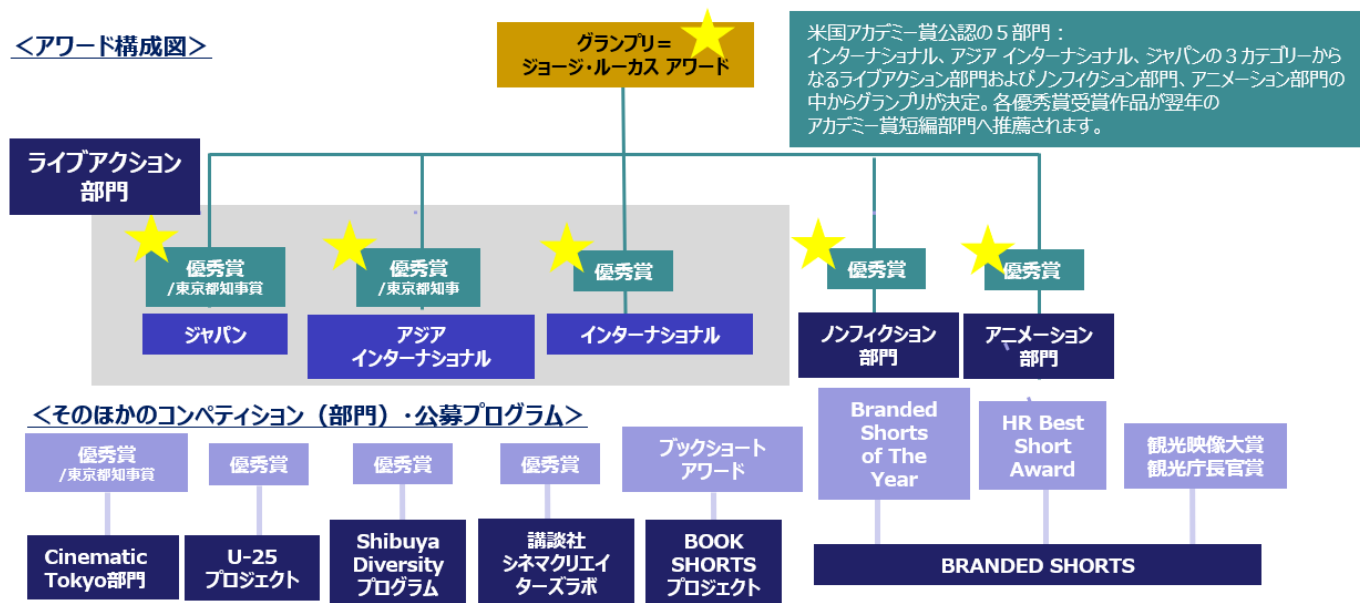 <アワード構成図>
グランプリ=
ジョージ・ルーカス アワード
米国アカデミー賞公認の5部門：
インターナショナル、アジア インターナショナル、ジャパンの3カテゴリーから
なるライブアクション部門およびノンフィクション部門、アニメーション部門の
中からグランプリが決定。各優秀賞受賞作品が翌年の
アカデミー賞短編部門へ推薦されます。
ライブアクション
部門
優秀賞
/東京都知事賞
ジャパン
優秀賞
/東京都知事
アジア
インターナショナル
優秀賞
インターナショナル
優秀賞
ノンフィクション
部門
優秀賞
アニメーション
部門
<そのほかのコンペティション（部門）・公募プログラム>
優秀賞
/東京都知事賞
Cinematic
Tokyo部門
優秀賞
U-25
プロジェクト
優秀賞
Shibuya
Diversity
プログラム
優秀賞
講談社
シネマクリエイ
ターズラボ
ブックショート
アワード
BOOK
SHORTS
プロジェクト
Branded
Shorts
of The
Year
HR Best
Short
Award
観光映像大賞
観光庁長官賞
BRANDED SHORTS